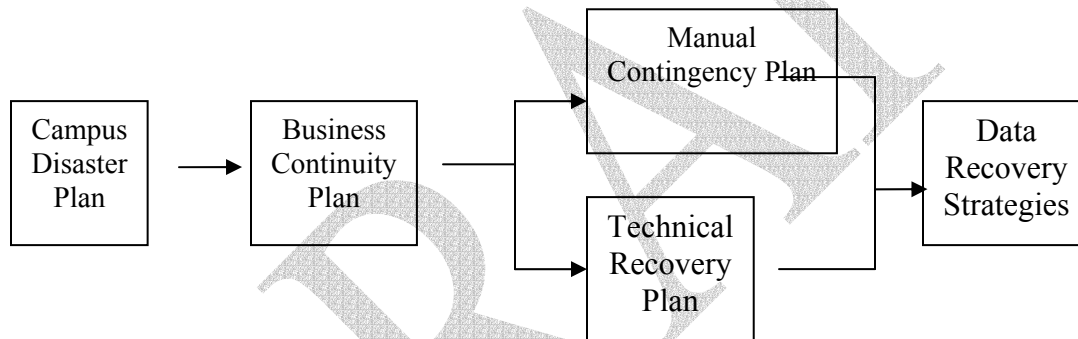 Campus
Disaster
Plan
Business
Continuity
Plan
Manual
Contingency Plan
Technical
Recovery
Plan
Data
Recovery
Strategies